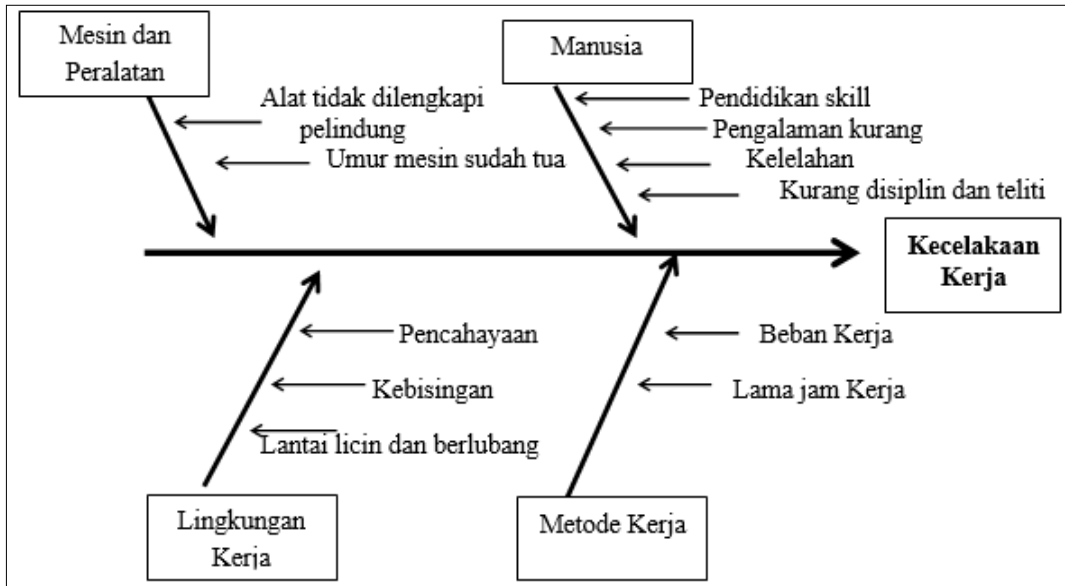 Mesin dan
Peralatan
Alat tidak dilengkapi
pelindung
Umur mesin sudah tua
Manusia
Pendidikan skill
Pengalaman kurang
Kelelahan
Kurang disiplin dan teliti
Kecelakaan
Kerja
Pencahayaan
Kebisingan
Lantai licin dan berlubang
Lingkungan
Kerja
Beban Kerja
Lama jam Kerja
Metode Kerja